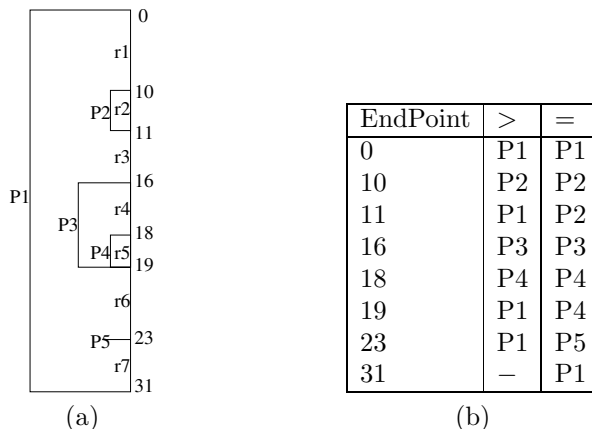 0
r1
10
P2 r2
11
r3
16
P1
r4
P3
18
P4 r5
19
r6
P5 23
r7
31
(a)
EndPoint > =
0 P1 P1
10 P2 P2
11 P1 P2
16 P3 P3
18 P4 P4
19 P1 P4
23 P1 P5
31 − P1
(b)